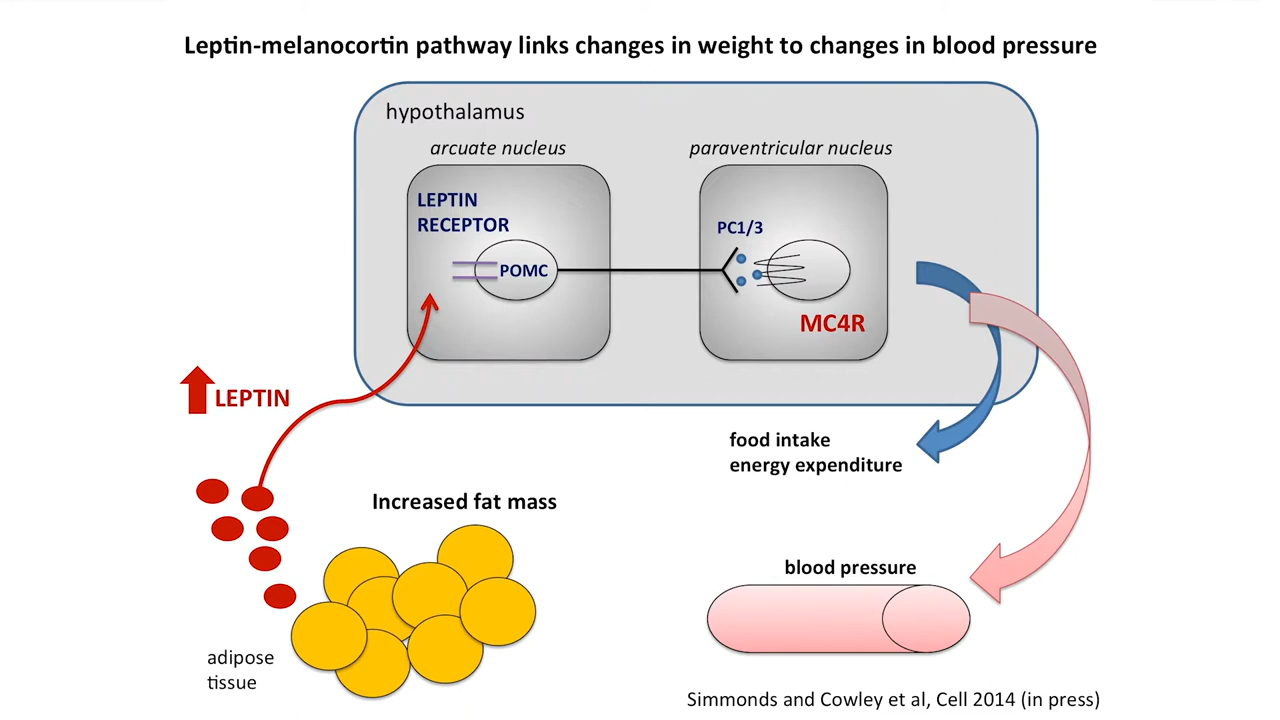 Leptin-melanocortin pathway links changes in weight to changes in blood pressure
hypothalamus
arcuate nucleus
paraventricular nucleus
LEPTIN
RECEPTOR
POMC
PC1/3
MC4R
LEPTIN
food intake
energy expenditure
Increased fat mass
blood pressure
adipose
tissue
Simmonds and Cowley et al, Cell 2014 (in press)